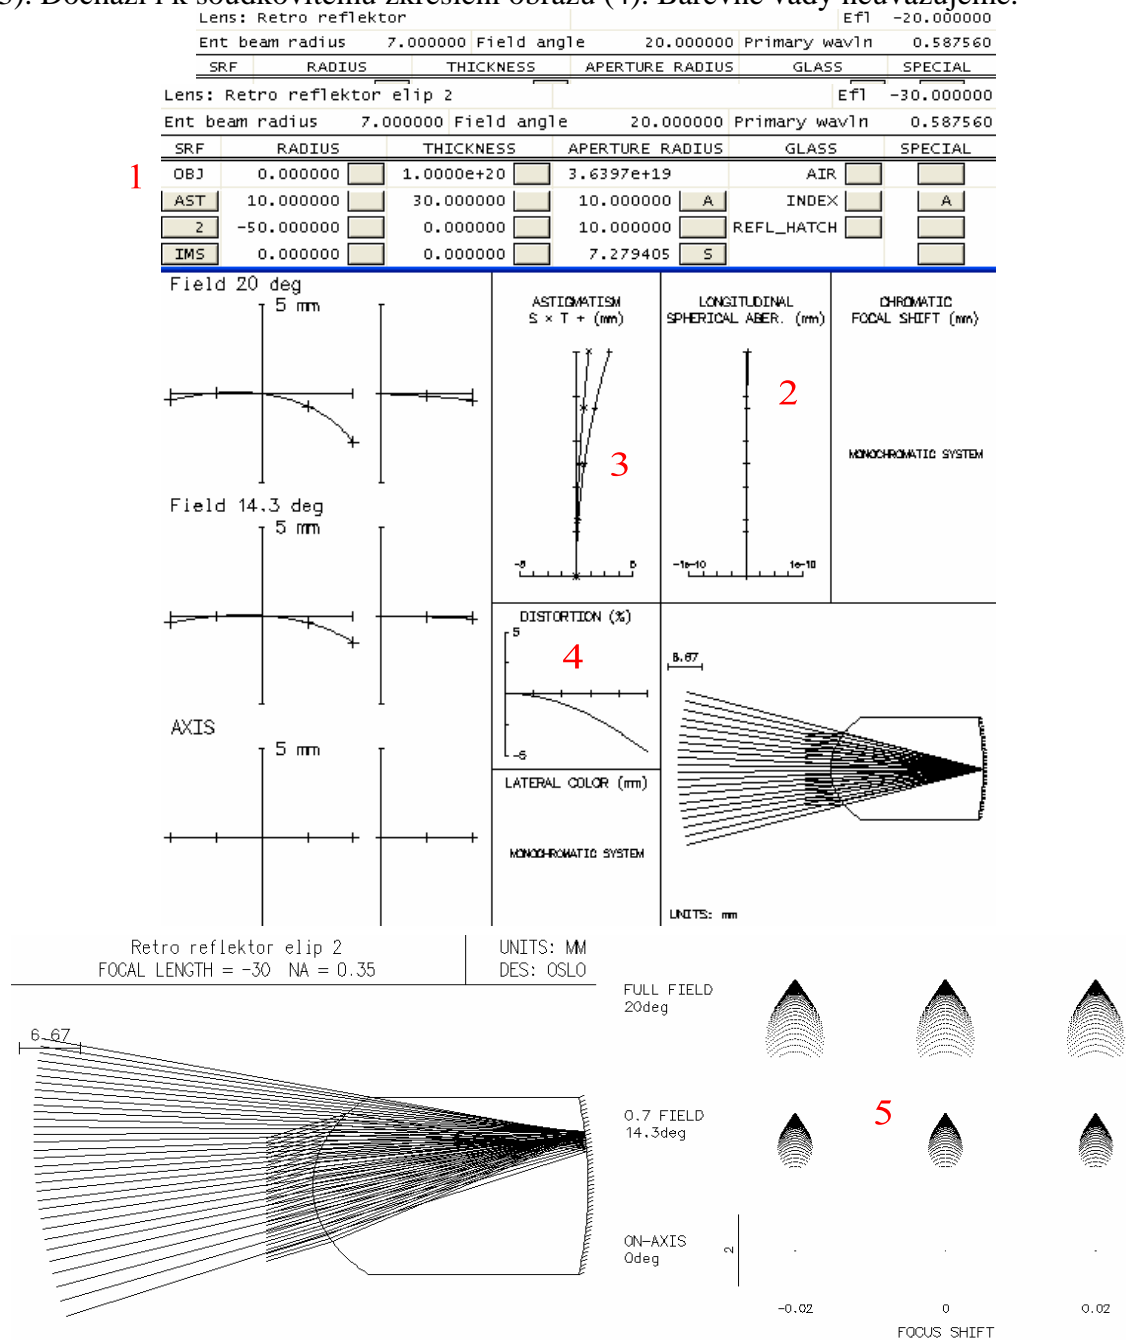 3). Dochází i k soudkovitému zkreslení obrazu (4). Barevné vady neuvažujeme.
Lens: Retro reflektor Efl -20.000000
Ent beam radius 7.000000 Field angle 20.000000 Primary wavln 0.587560
SRF RADIUS THICKNESS APERTURE RADIUS GLASS SPECIAL
Lens: Retro reflektor elip 2 Efl -30.000000
Ent beam radius 7.000000 Field angle 20.000000 Primary wavln 0.587560
SRF RADIUS THICKNESS APERTURE RADIUS GLASS SPECIAL
1
OBJ 0.000000 1.0000e+20 3.6397e+19 AIR
AST 10.000000 30.000000 10.000000 A INDEX A
2 -50.000000 0.000000 10.000000 REFL_HATCH
IMS 0.000000 0.000000 7.279405 S
Field 20 deg
5 mm
Field 14.3 deg
5 mm
AXIS
5 mm
ASTIGMATISM
S × T + (mm)
3
-5 5
LONGITUDINAL
SPHERICAL ABER. (mm)
2
-1e-10 1e-10
CHROMATIC
FOCAL SHIFT (mm)
MONOCHROMATIC SYSTEM
DISTORTION (%)
5
4
-5
LATERAL COLOR (mm)
MONOCHROMATIC SYSTEM
6.67
UNITS: mm
Retro reflektor elip 2
FOCAL LENGTH = -30 NA = 0.35
UNITS: MM
DES: OSLO
6.67
FULL FIELD
20deg
0.7 FIELD
14.3deg
5
ON-AXIS
0deg
2
-0.02 0 0.02
FOCUS SHIFT